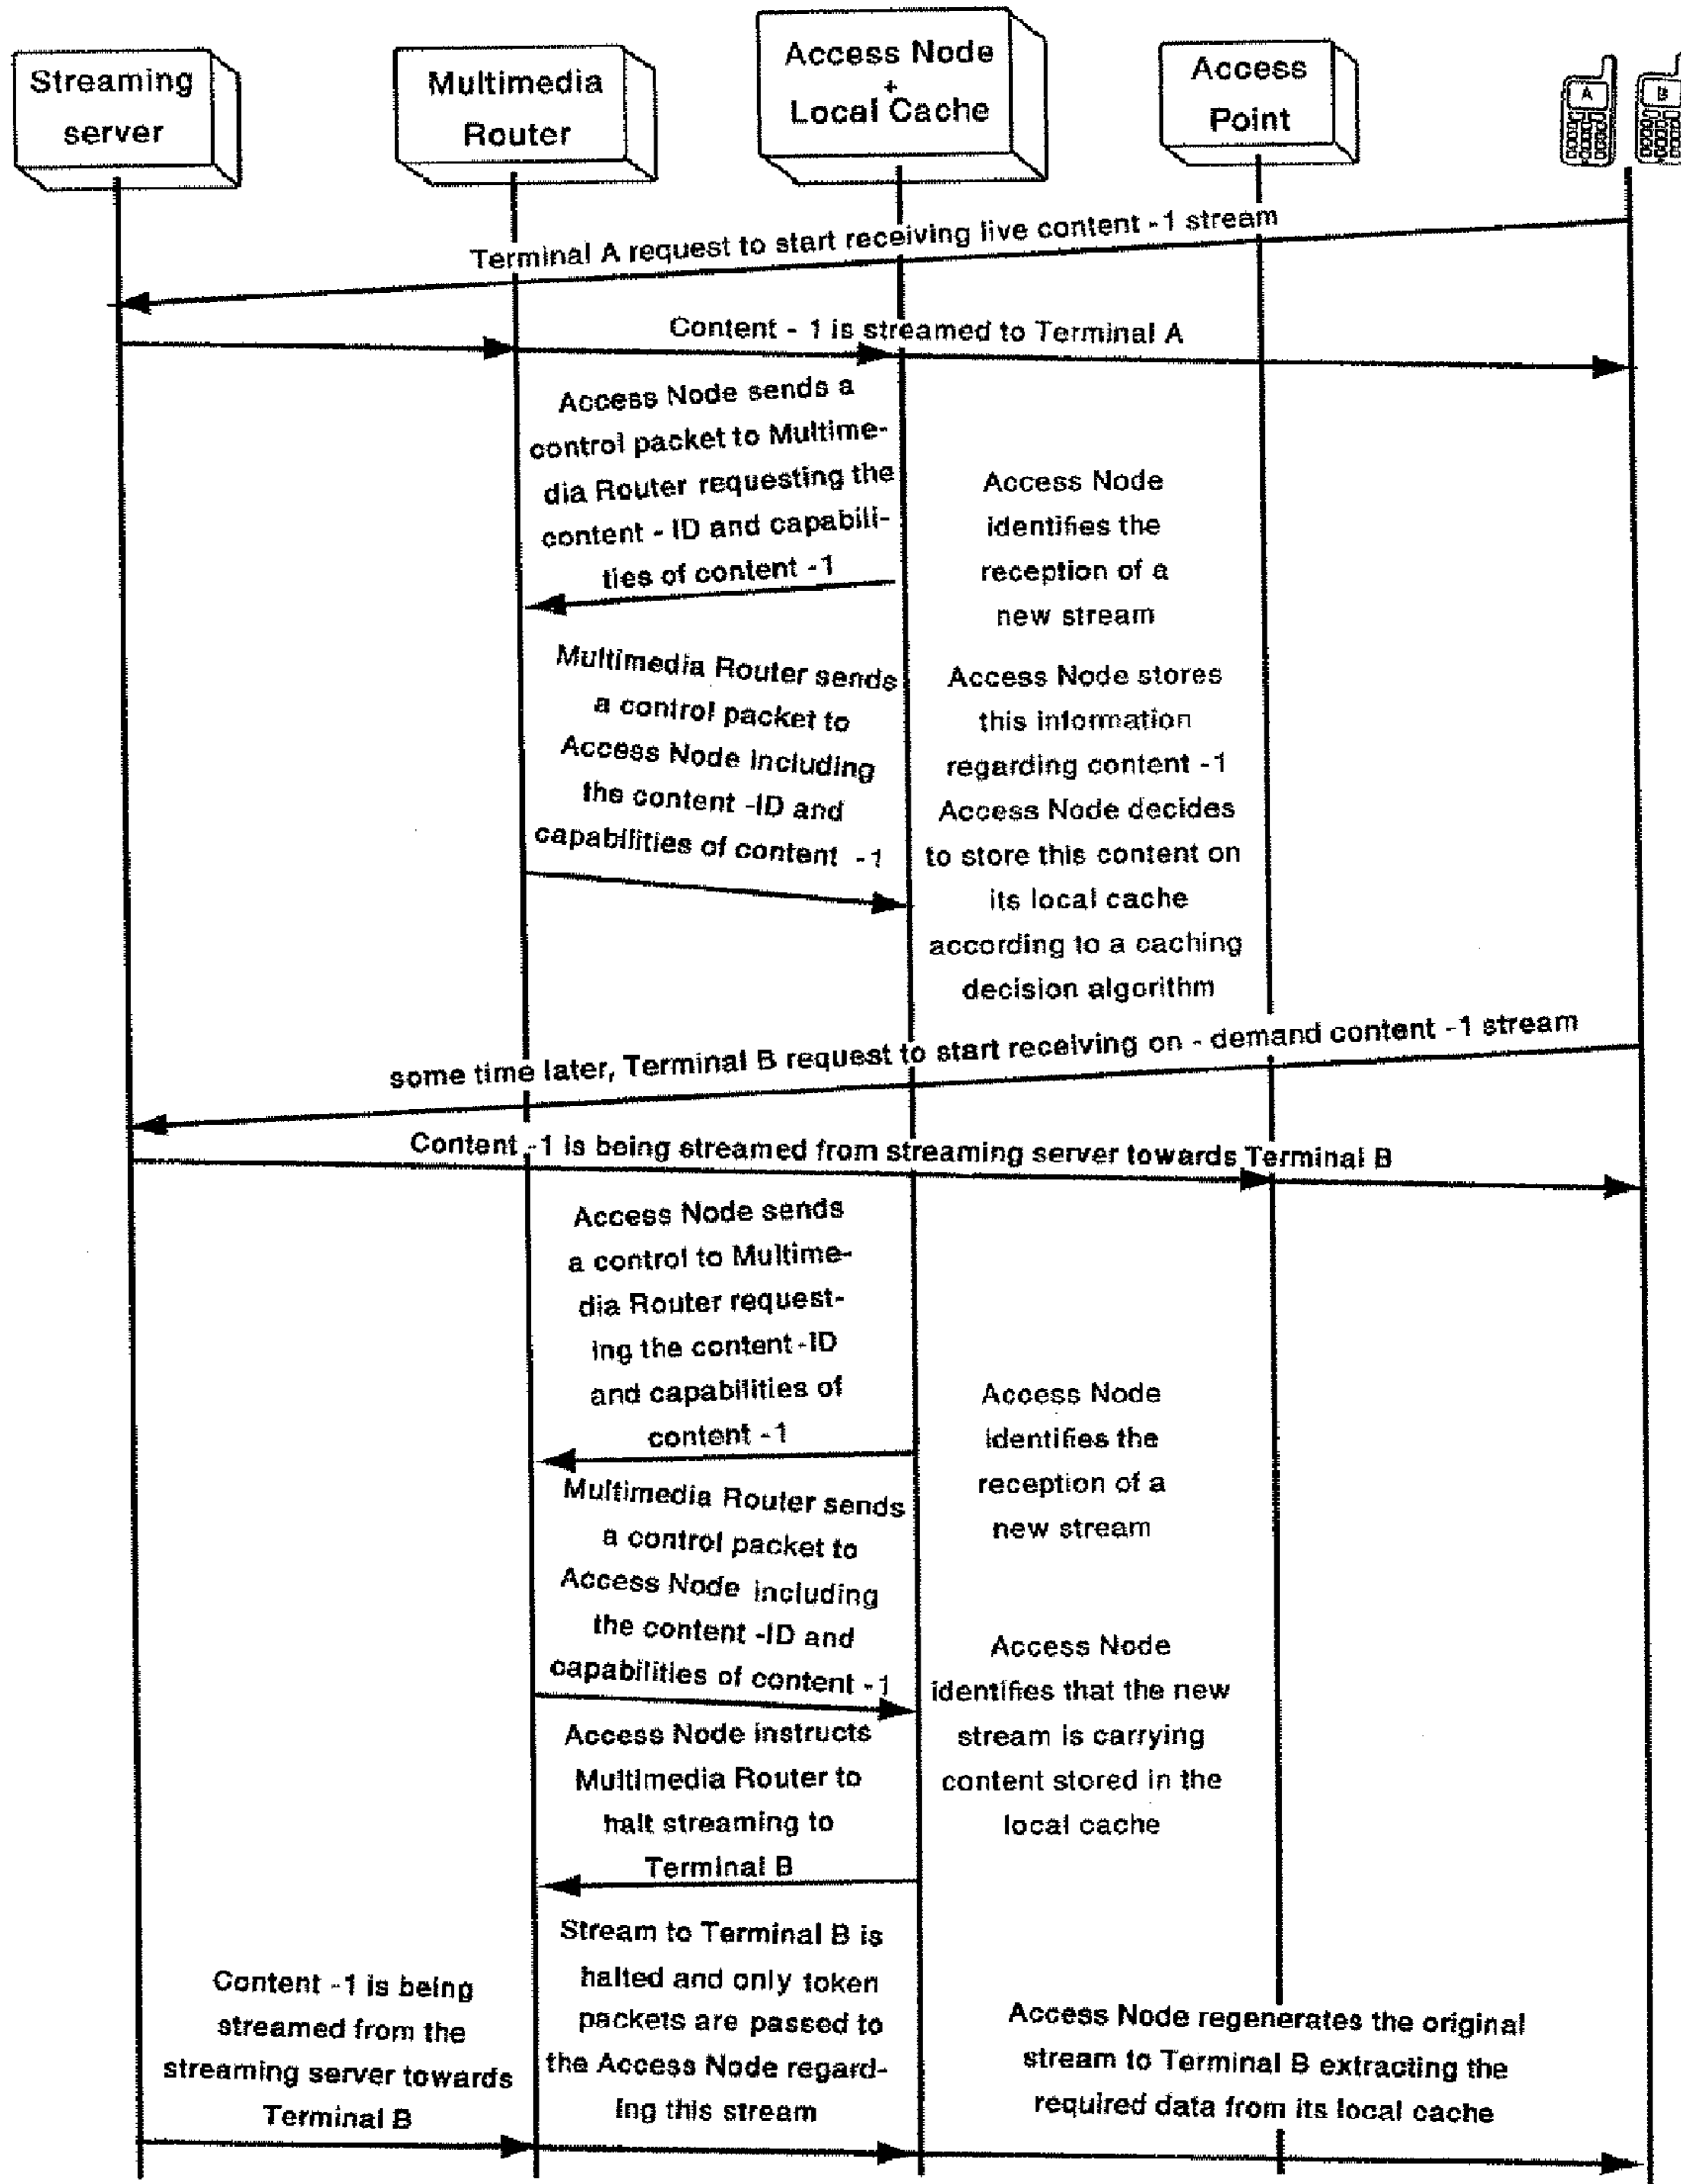 Streaming
server
Multimedia
Router
Access Node
+
Local Cache
Access
Point
A
B
Terminal A request to start receiving live content -1 stream
Content - 1 is streamed to Terminal A
Access Node sends a
control packet to Multime-
dia Router requesting the
content - ID and capabili-
ties of content -1
Access Node
identifies the
reception of a
new stream
Multimedia Router sends
a control packet to
Access Node including
the content -ID and
capabilities of content -1
Access Node stores
this information
regarding content -1
Access Node decides
to store this content on
its local cache
according to a caching
decision algorithm
some time later, Terminal B request to start receiving on - demand content -1 stream
Content -1 is being streamed from streaming server towards Terminal B
Access Node sends
a control to Multime-
dia Router request-
ing the content -ID
and capabilities of
content -1
Access Node
identifies the
reception of a
new stream
Multimedia Router sends
a control packet to
Access Node including
the content -ID and
capabilities of content -1
Access Node
identifies that the new
stream is carrying
content stored in the
local cache
Access Node instructs
Multimedia Router to
halt streaming to
Terminal B
Content -1 is being
streamed from the
streaming server towards
Terminal B
Stream to Terminal B is
halted and only token
packets are passed to
the Access Node regard-
ing this stream
Access Node regenerates the original
stream to Terminal B extracting the
required data from its local cache